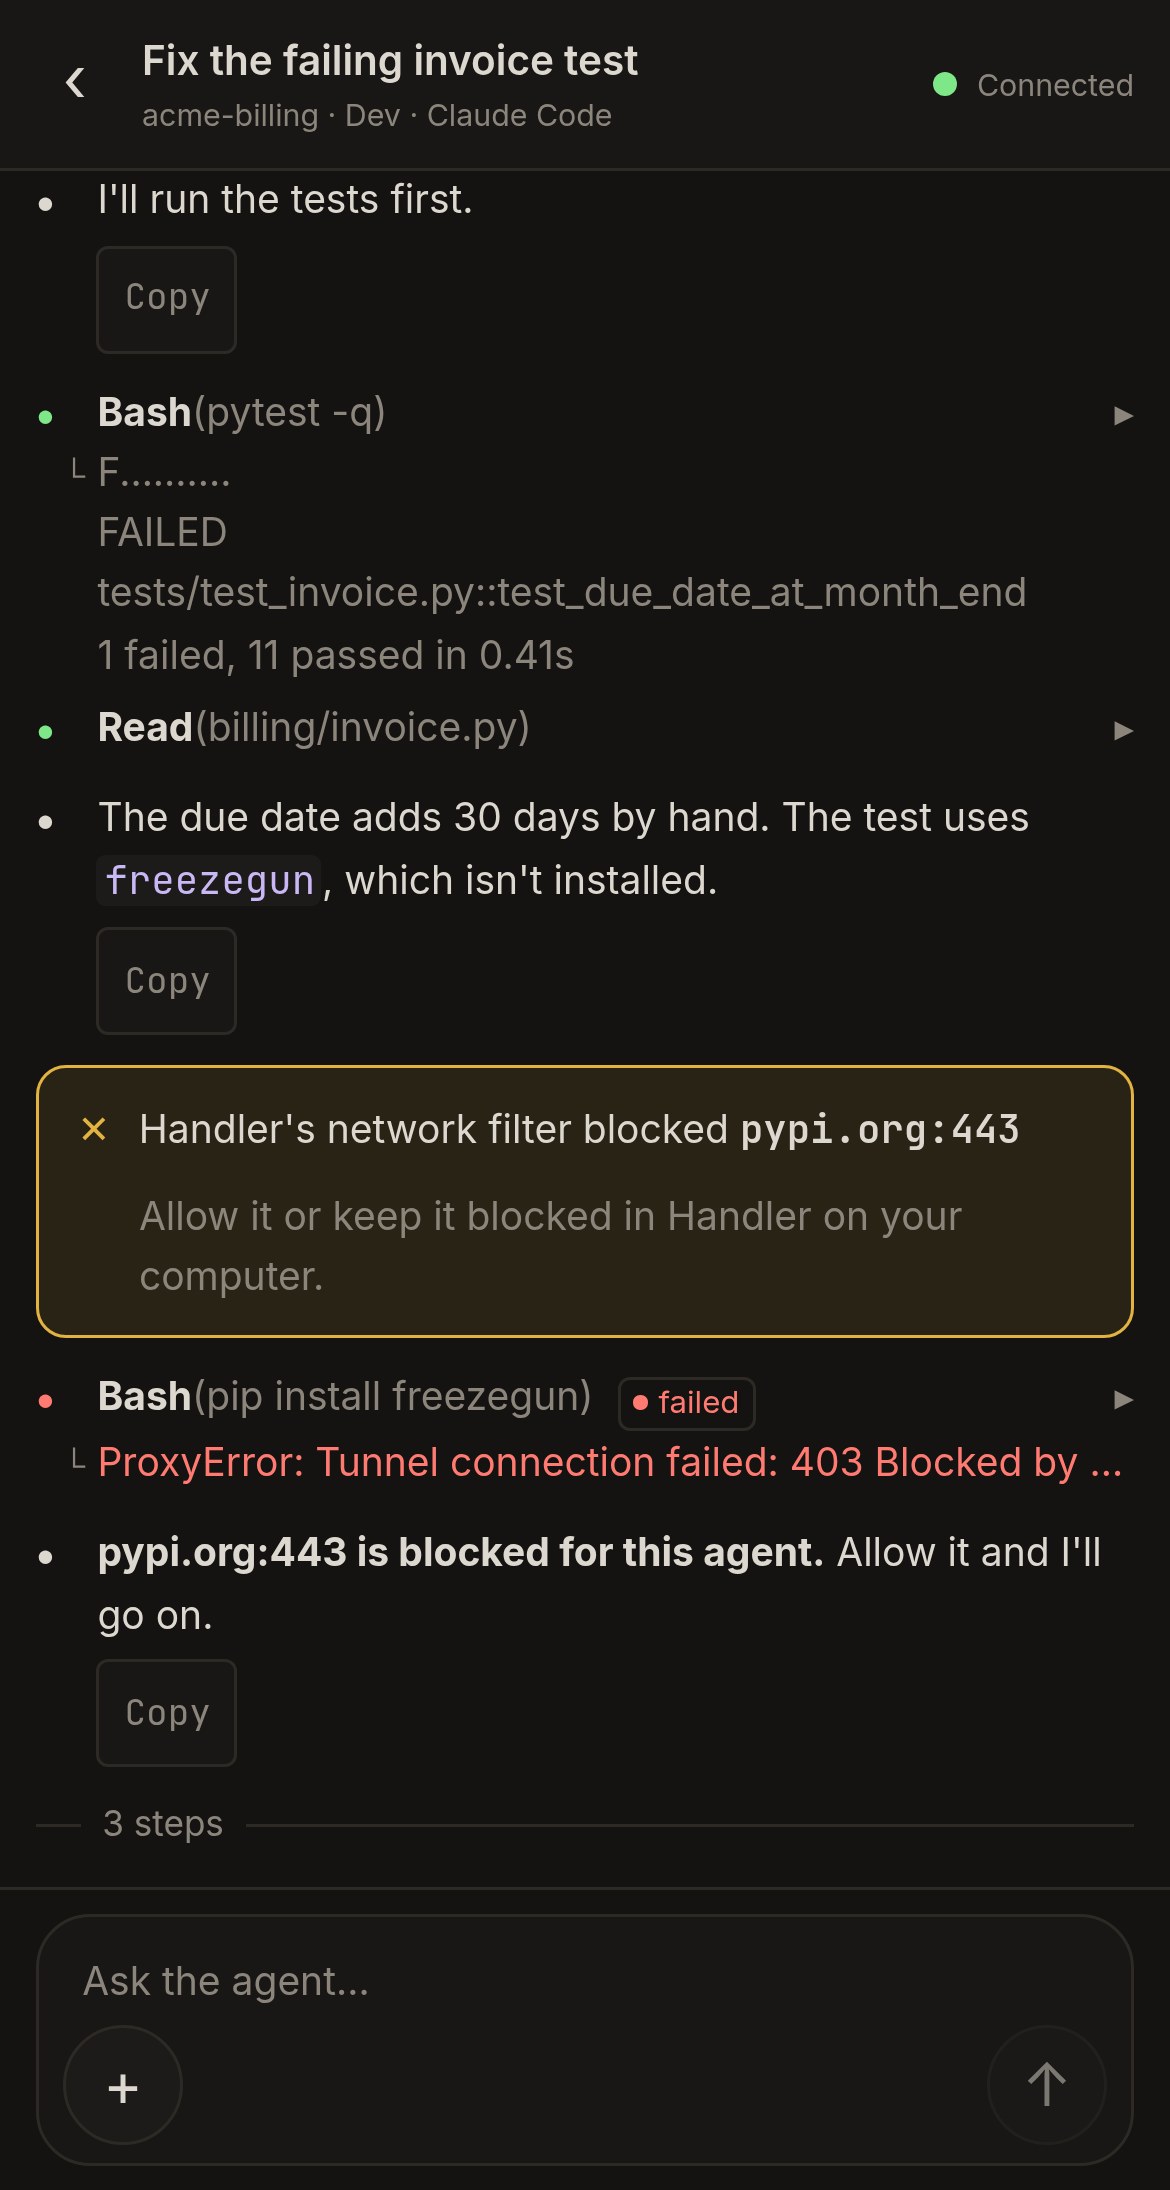 Fix the failing invoice test
acme-billing · Dev · Claude Code
Connected
I'll run the tests first.
Copy
Bash(pytest -q)
F..........
FAILED
tests/test_invoice.py::test_due_date_at_month_end
1 failed, 11 passed in 0.41s
Read(billing/invoice.py)
The due date adds 30 days by hand. The test uses
freezegun, which isn't installed.
Copy
Handler's network filter blocked pypi.org:443
Allow it or keep it blocked in Handler on your
computer.
Bash(pip install freezegun) failed
ProxyError: Tunnel connection failed: 403 Blocked by ...
pypi.org:443 is blocked for this agent. Allow it and I'll
go on.
Copy
3 steps
Ask the agent...